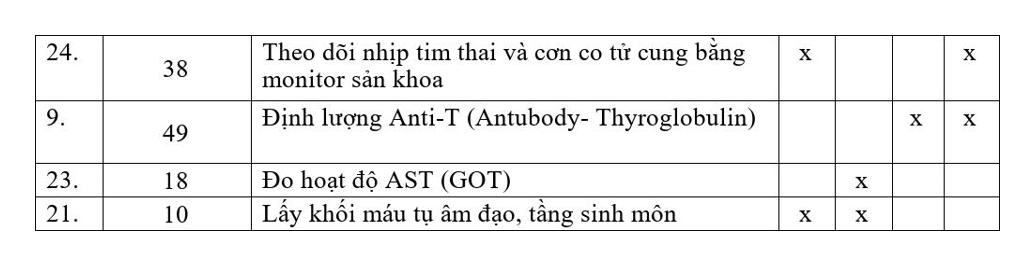 24. 38 Theo dõi nhịp tim thai và cơn co tử cung bằng x x
monitor sản khoa
9. 49 Định lượng Anti-T (Antubody- Thyroglobulin) x x
23. 18 Đo hoạt độ AST (GOT) x
21. 10 Lấy khối máu tụ âm đạo, tầng sinh môn x x